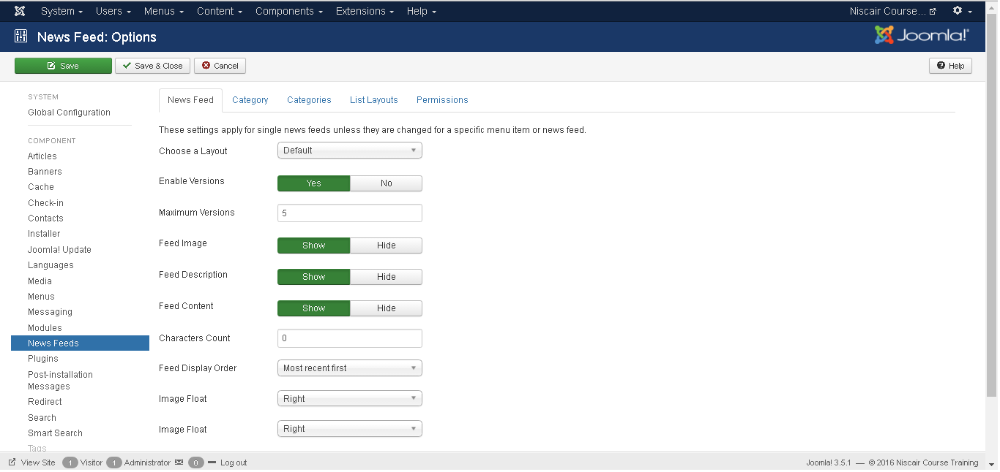 System Users Menus Content Components Extensions Help Niscair Course...
News Feed: Options Joomla!®
Save Save & Close Cancel Help
SYSTEM
Global Configuration
COMPONENT
Articles
Banners
Cache
Check-in
Contacts
Installer
Joomla! Update
Languages
Media
Menus
Messaging
Modules
News Feeds
Plugins
Post-installation
Messages
Redirect
Search
Smart Search
Tags
News Feed Category Categories List Layouts Permissions
These settings apply for single news feeds unless they are changed for a specific menu item or news feed.
Choose a Layout Default
Enable Versions Yes No
Maximum Versions 5
Feed Image Show Hide
Feed Description Show Hide
Feed Content Show Hide
Characters Count 0
Feed Display Order Most recent first
Image Float Right
Image Float Right
View Site 1 Visitor 1 Administrator 0 Log out Joomla! 3.5.1 — © 2016 Niscair Course Training